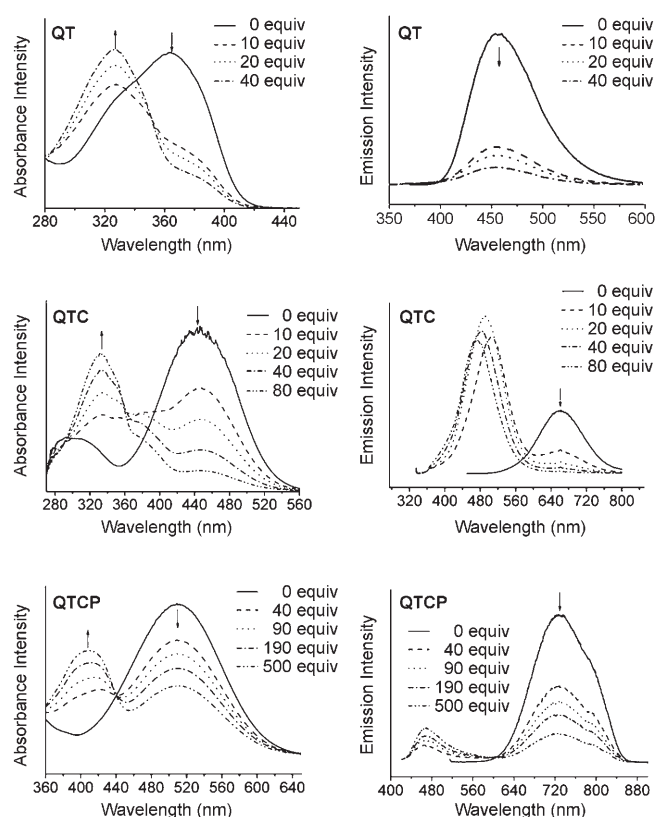 QT
0 equiv
10 equiv
20 equiv
40 equiv
Absorbance Intensity
280 320 360 400 440
Wavelength (nm)
QT
0 equiv
10 equiv
20 equiv
40 equiv
Emission Intensity
350 400 450 500 550 600
Wavelength (nm)
QTC
0 equiv
10 equiv
20 equiv
40 equiv
80 equiv
Absorbance Intensity
280 320 360 400 440 480 520 560
Wavelength (nm)
QTC
0 equiv
10 equiv
20 equiv
40 equiv
80 equiv
Emission Intensity
320 400 480 560 640 720 800
Wavelength (nm)
QTCP
0 equiv
40 equiv
90 equiv
190 equiv
500 equiv
Absorbance Intensity
360 400 440 480 520 560 600 640
Wavelength (nm)
QTCP
0 equiv
40 equiv
90 equiv
190 equiv
500 equiv
Emission Intensity
400 480 560 640 720 800 880
Wavelength (nm)